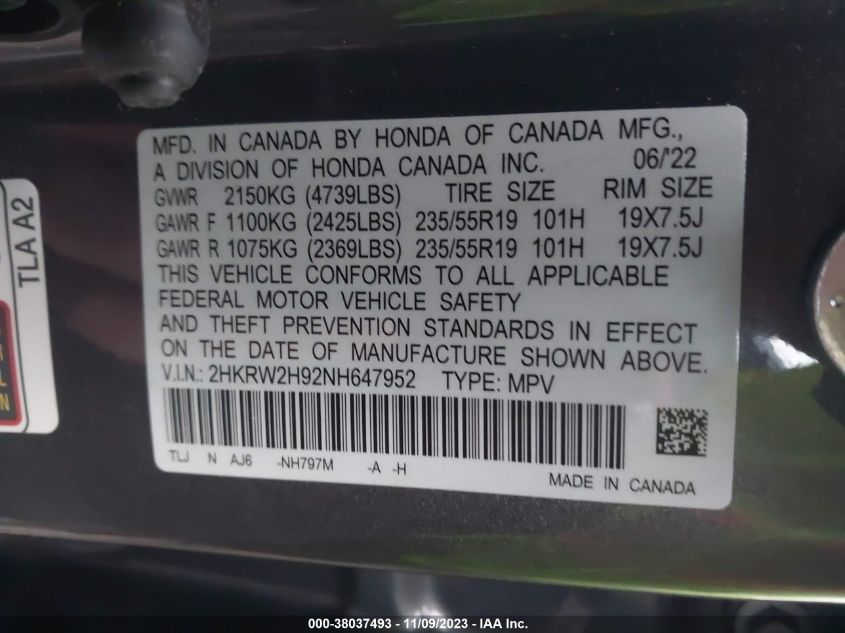 MFD. IN CANADA BY HONDA OF CANADA MFG.,
A DIVISION OF HONDA CANADA INC. 06/'22
GVWR 2150KG (4739LBS) TIRE SIZE RIM SIZE
GAWR F 1100KG (2425LBS) 235/55R19 101H 19X7.5J
GAWR R 1075KG (2369LBS) 235/55R19 101H 19X7.5J
THIS VEHICLE CONFORMS TO ALL APPLICABLE
FEDERAL MOTOR VEHICLE SAFETY
AND THEFT PREVENTION STANDARDS IN EFFECT
ON THE DATE OF MANUFACTURE SHOWN ABOVE.
V.I.N.: 2HKRW2H92NH647952 TYPE: MPV
TLJ N AJ6 -NH797M -A -H
MADE IN CANADA
TLA A2
000-38037493 - 11/09/2023 - IAA Inc.